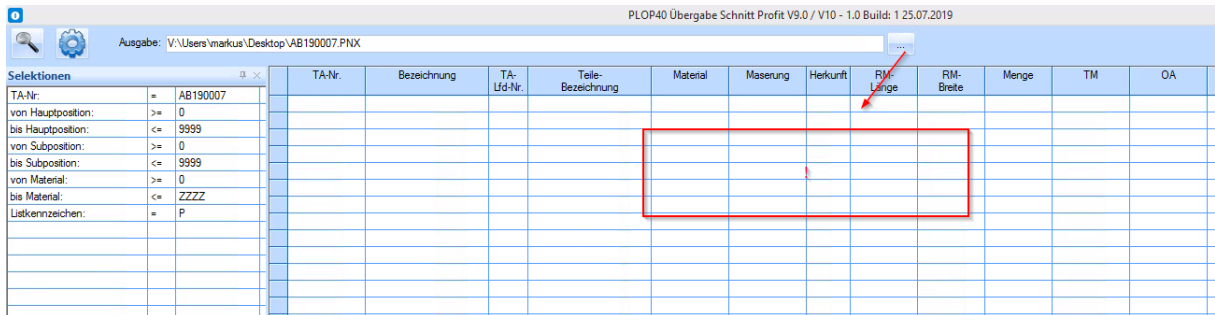 PLOP40 Übergabe Schnitt Profit V9.0 / V10 - 1.0 Build: 1 25.07.2019
Ausgabe: V:\Users\markus\Desktop\AB190007.PNX ...
Selektionen
TA-Nr: = AB190007
von Hauptposition: >= 0
bis Hauptposition: <= 9999
von Subposition: >= 0
bis Subposition: <= 9999
von Material: >= 0
bis Material: <= ZZZZ
Listkennzeichen: = P
TA-Nr. Bezeichnung TA- Teile- Material Maserung Herkunft RM- RM- Menge TM OA
Lfd-Nr. Bezeichnung Länge Breite